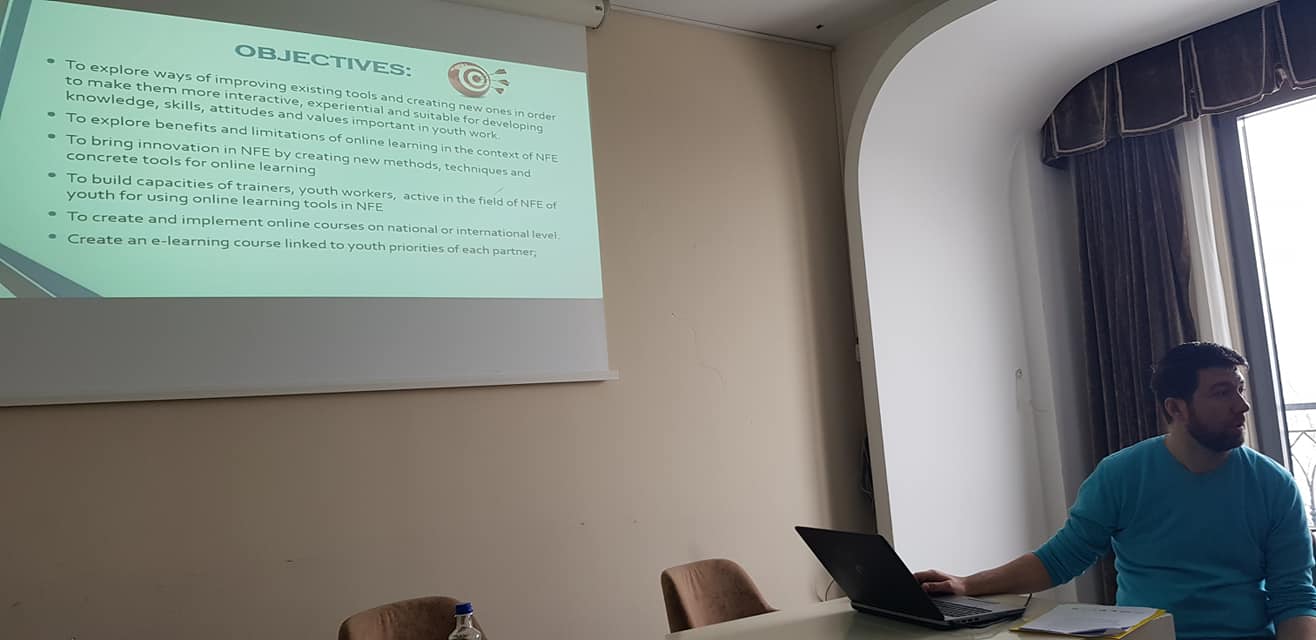 OBJECTIVES:
• To explore ways of improving existing tools and creating new ones in order
to make them more interactive, experiential and suitable for developing
knowledge, skills, attitudes and values important in youth work.
• To explore benefits and limitations of online learning in the context of NFE
• To bring innovation in NFE by creating new methods, techniques and
concrete tools for online learning
• To build capacities of trainers, youth workers, active in the field of NFE of
youth for using online learning tools in NFE
• To create and implement online courses on national or international level.
• Create an e-learning course linked to youth priorities of each partner;